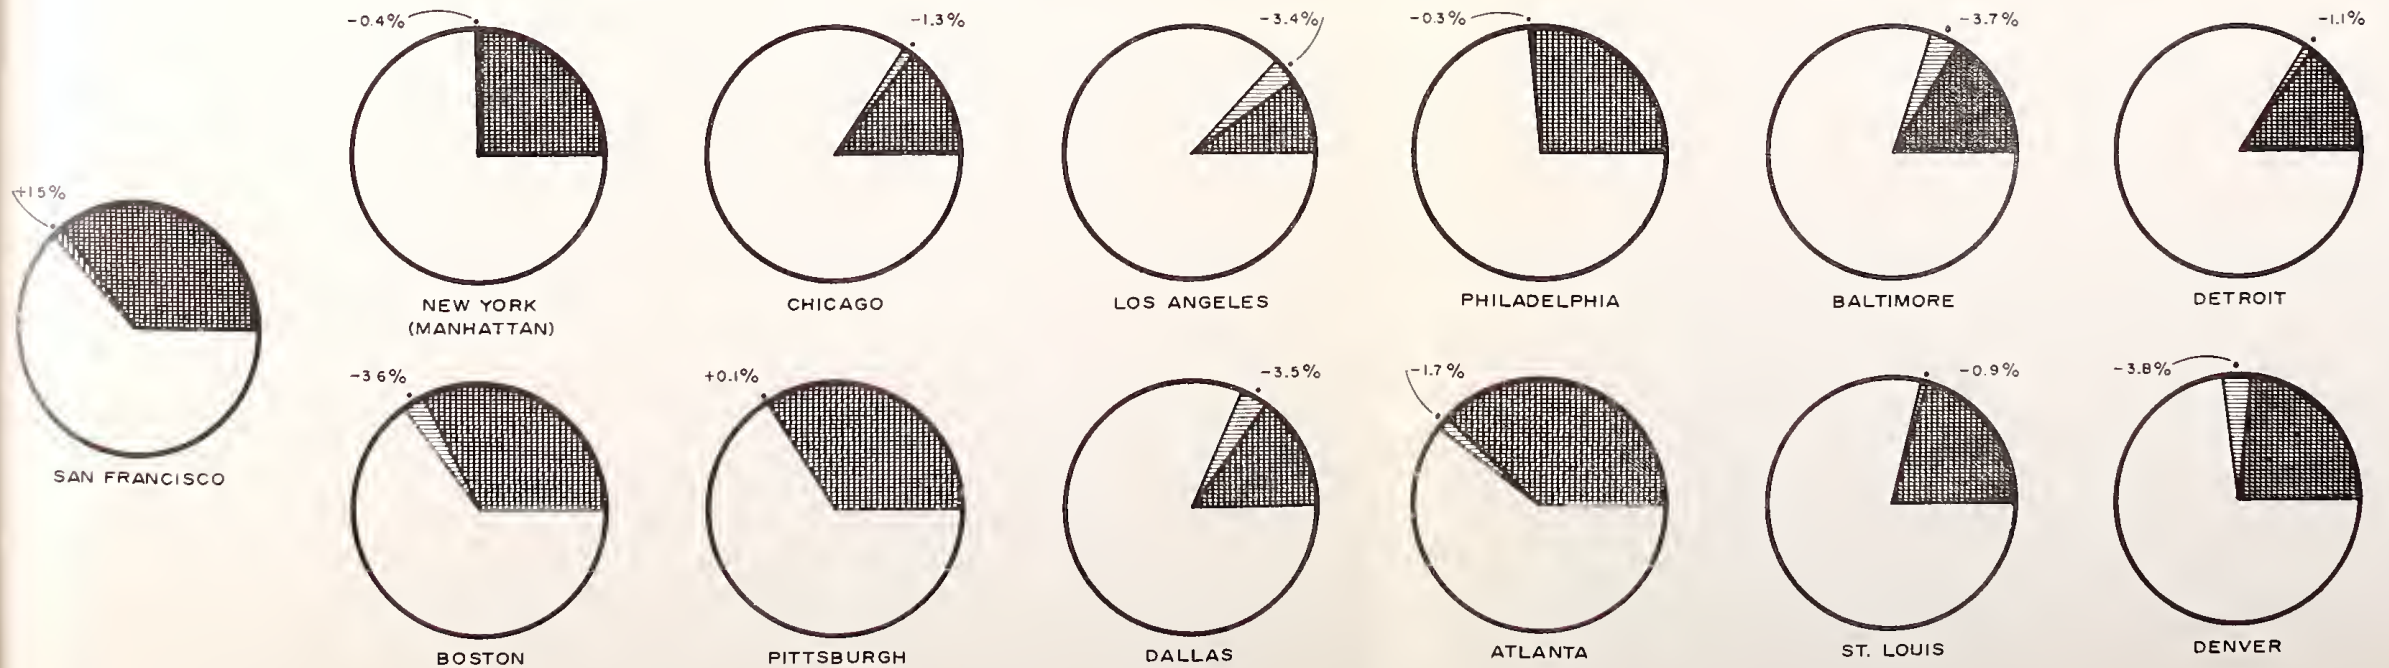 +15%
SAN FRANCISCO
-0.4%
NEW YORK
(MANHATTAN)
-1.3%
CHICAGO
-3.4%
LOS ANGELES
-0.3%
PHILADELPHIA
-3.7%
BALTIMORE
-1.1%
DETROIT
-3 6%
BOSTON
+0.1%
PITTSBURGH
-3.5%
DALLAS
-1.7%
ATLANTA
-0.9%
ST. LOUIS
-3.8%
DENVER